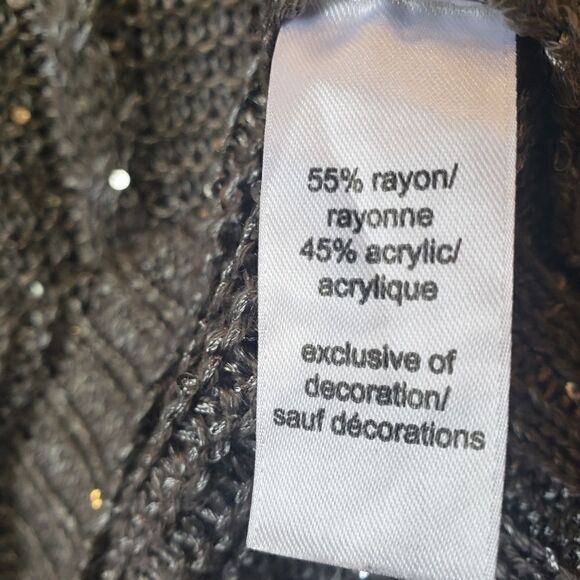 55% rayon/
rayonne
45% acrylic/
acrylique
exclusive of
decoration/
sauf décorations